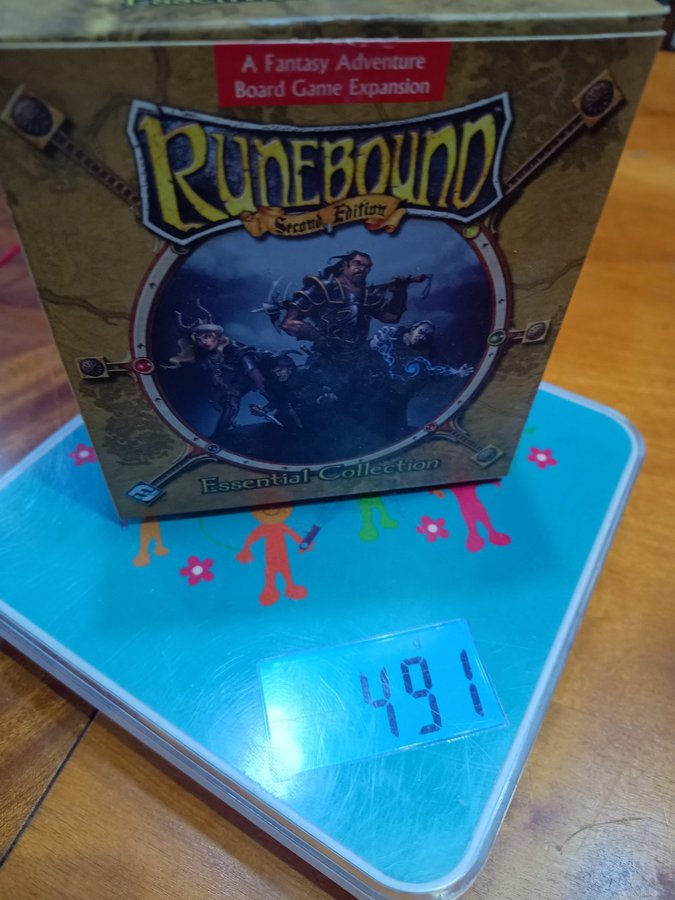 A Fantasy Adventure
Board Game Expansion
RUNEBOUND
Second Edition
Essential Collection
g
491